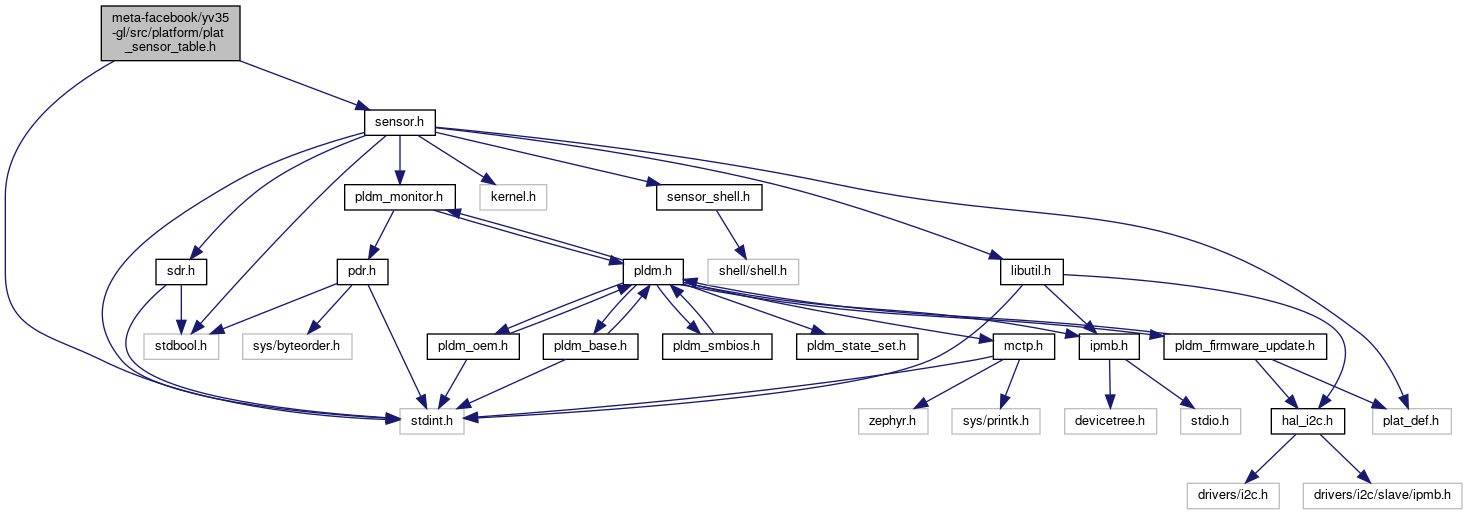 meta-facebook/yv35
-gl/src/platform/plat
_sensor_table.h
sensor.h
pldm_monitor.h
kernel.h
sensor_shell.h
sdr.h
pdr.h
pldm.h
shell/shell.h
libutil.h
stdbool.h
sys/byteorder.h
pldm_oem.h
pldm_base.h
pldm_smbios.h
pldm_state_set.h
mctp.h
ipmb.h
pldm_firmware_update.h
stdint.h
zephyr.h
sys/printk.h
devicetree.h
stdio.h
hal_i2c.h
plat_def.h
drivers/i2c.h
drivers/i2c/slave/ipmb.h